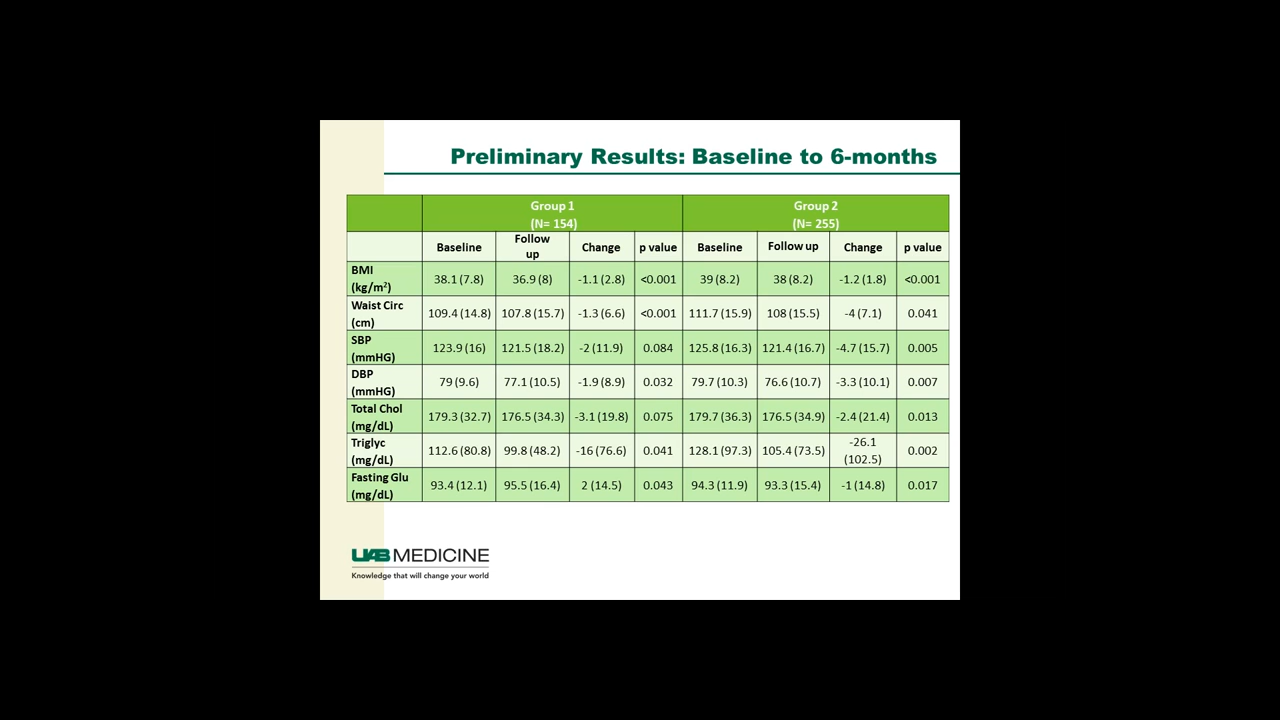 Preliminary Results: Baseline to 6-months
Group 1 Group 2
(N= 154) (N= 255)
Baseline Follow up Change p value Baseline Follow up Change p value
BMI (kg/m²) 38.1 (7.8) 36.9 (8) -1.1 (2.8) <0.001 39 (8.2) 38 (8.2) -1.2 (1.8) <0.001
Waist Circ (cm) 109.4 (14.8) 107.8 (15.7) -1.3 (6.6) <0.001 111.7 (15.9) 108 (15.5) -4 (7.1) 0.041
SBP (mmHG) 123.9 (16) 121.5 (18.2) -2 (11.9) 0.084 125.8 (16.3) 121.4 (16.7) -4.7 (15.7) 0.005
DBP (mmHG) 79 (9.6) 77.1 (10.5) -1.9 (8.9) 0.032 79.7 (10.3) 76.6 (10.7) -3.3 (10.1) 0.007
Total Chol (mg/dL) 179.3 (32.7) 176.5 (34.3) -3.1 (19.8) 0.075 179.7 (36.3) 176.5 (34.9) -2.4 (21.4) 0.013
Triglyc (mg/dL) 112.6 (80.8) 99.8 (48.2) -16 (76.6) 0.041 128.1 (97.3) 105.4 (73.5) -26.1 (102.5) 0.002
Fasting Glu (mg/dL) 93.4 (12.1) 95.5 (16.4) 2 (14.5) 0.043 94.3 (11.9) 93.3 (15.4) -1 (14.8) 0.017
UAB MEDICINE
Knowledge that will change your world